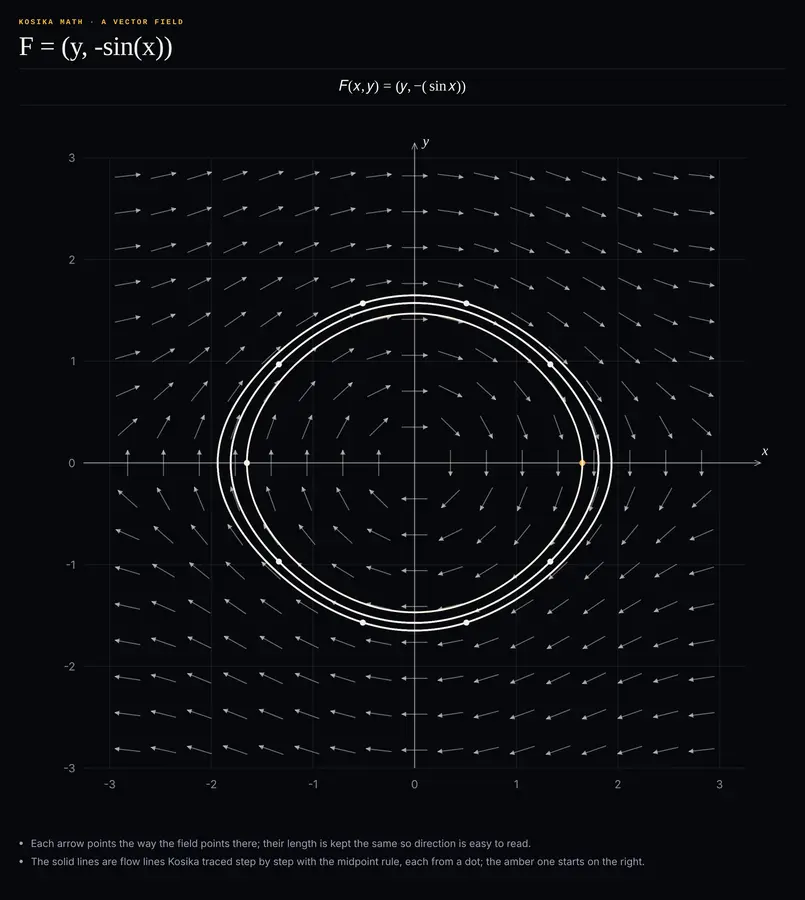 KOSIKA MATH · A VECTOR FIELD
F = (y, -sin(x))
F(x,y) = (y,−( sin x))
y
3
2
1
x
0
-1
-2
-3
-3 -2 -1 0 1 2 3
• Each arrow points the way the field points there; their length is kept the same so direction is easy to read.
• The solid lines are flow lines Kosika traced step by step with the midpoint rule, each from a dot; the amber one starts on the right.